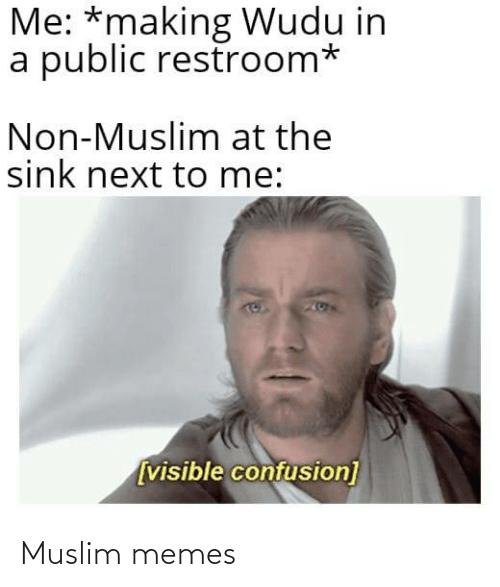 Me: *making Wudu in
a public restroom*
Non-Muslim at the
sink next to me:
[visible confusion]
Muslim memes